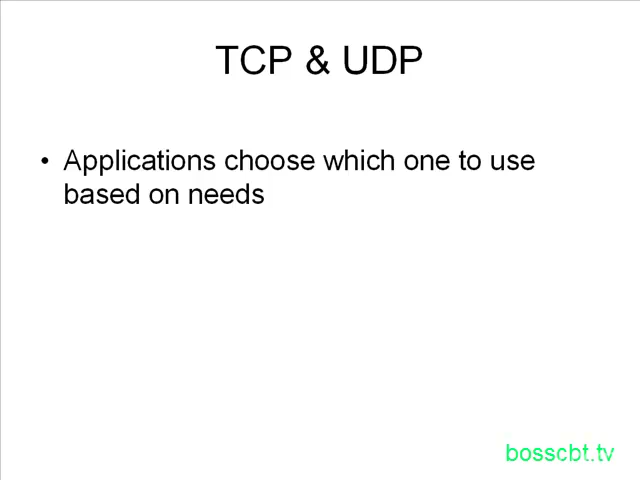 TCP & UDP
• Applications choose which one to use
based on needs
bosscbt.tv